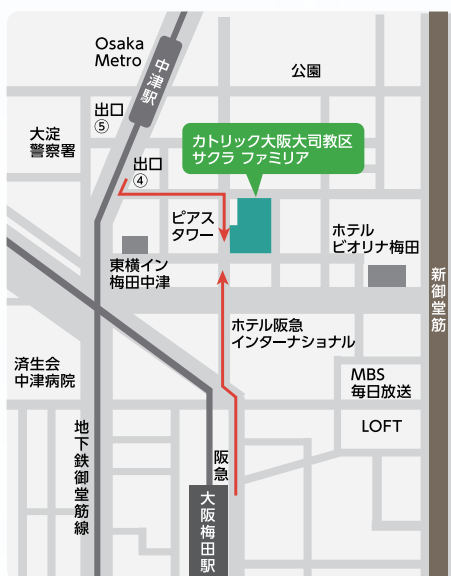 Osaka
Metro
中津駅
公園
出口
⑤
大淀
警察署
カトリック大阪大司教区
サクラ ファミリア
出口
④
ピアス
タワー
ホテル
ビオリナ梅田
東横イン
梅田中津
新御堂筋
ホテル阪急
インターナショナル
済生会
中津病院
MBS
毎日放送
LOFT
地下鉄御堂筋線
阪急
大阪梅田駅